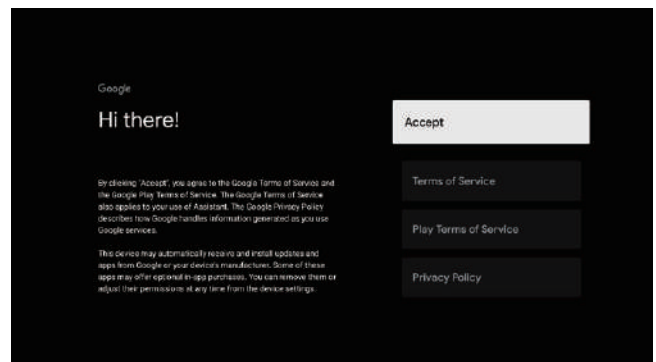 Google
Hi there!
By clicking "Accept", you agree to the Google Terms of Service and
the Google Play Terms of Service. The Google Terms of Service
also applies to your use of Assistant. The Google Privacy Policy
describes how Google handles information generated as you use
Google services.
This device may automatically receive and install updates and
apps from Google or your device's manufacturer. Some of these
apps may offer optional in-app purchases. You can remove them or
adjust their permissions at any time from the device settings.
Accept
Terms of Service
Play Terms of Service
Privacy Policy